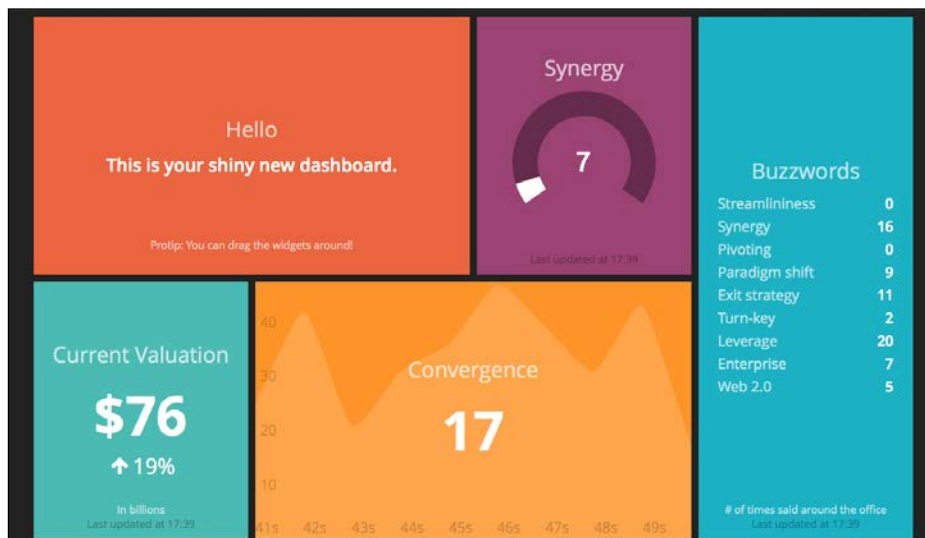 Hello
This is your shiny new dashboard.
Protip: You can drag the widgets around!
Synergy
7
Last updated at 17:39
Buzzwords
Streamlininess 0
Synergy 16
Pivoting 0
Paradigm shift 9
Exit strategy 11
Turn-key 2
Leverage 20
Enterprise 7
Web 2.0 5
# of times said around the office
Last updated at 17:39
Current Valuation
$76
19%
In billions
Last updated at 17:39
Convergence
17
40
30
20
10
41s 42s 43s 44s 45s 46s 47s 48s 49s